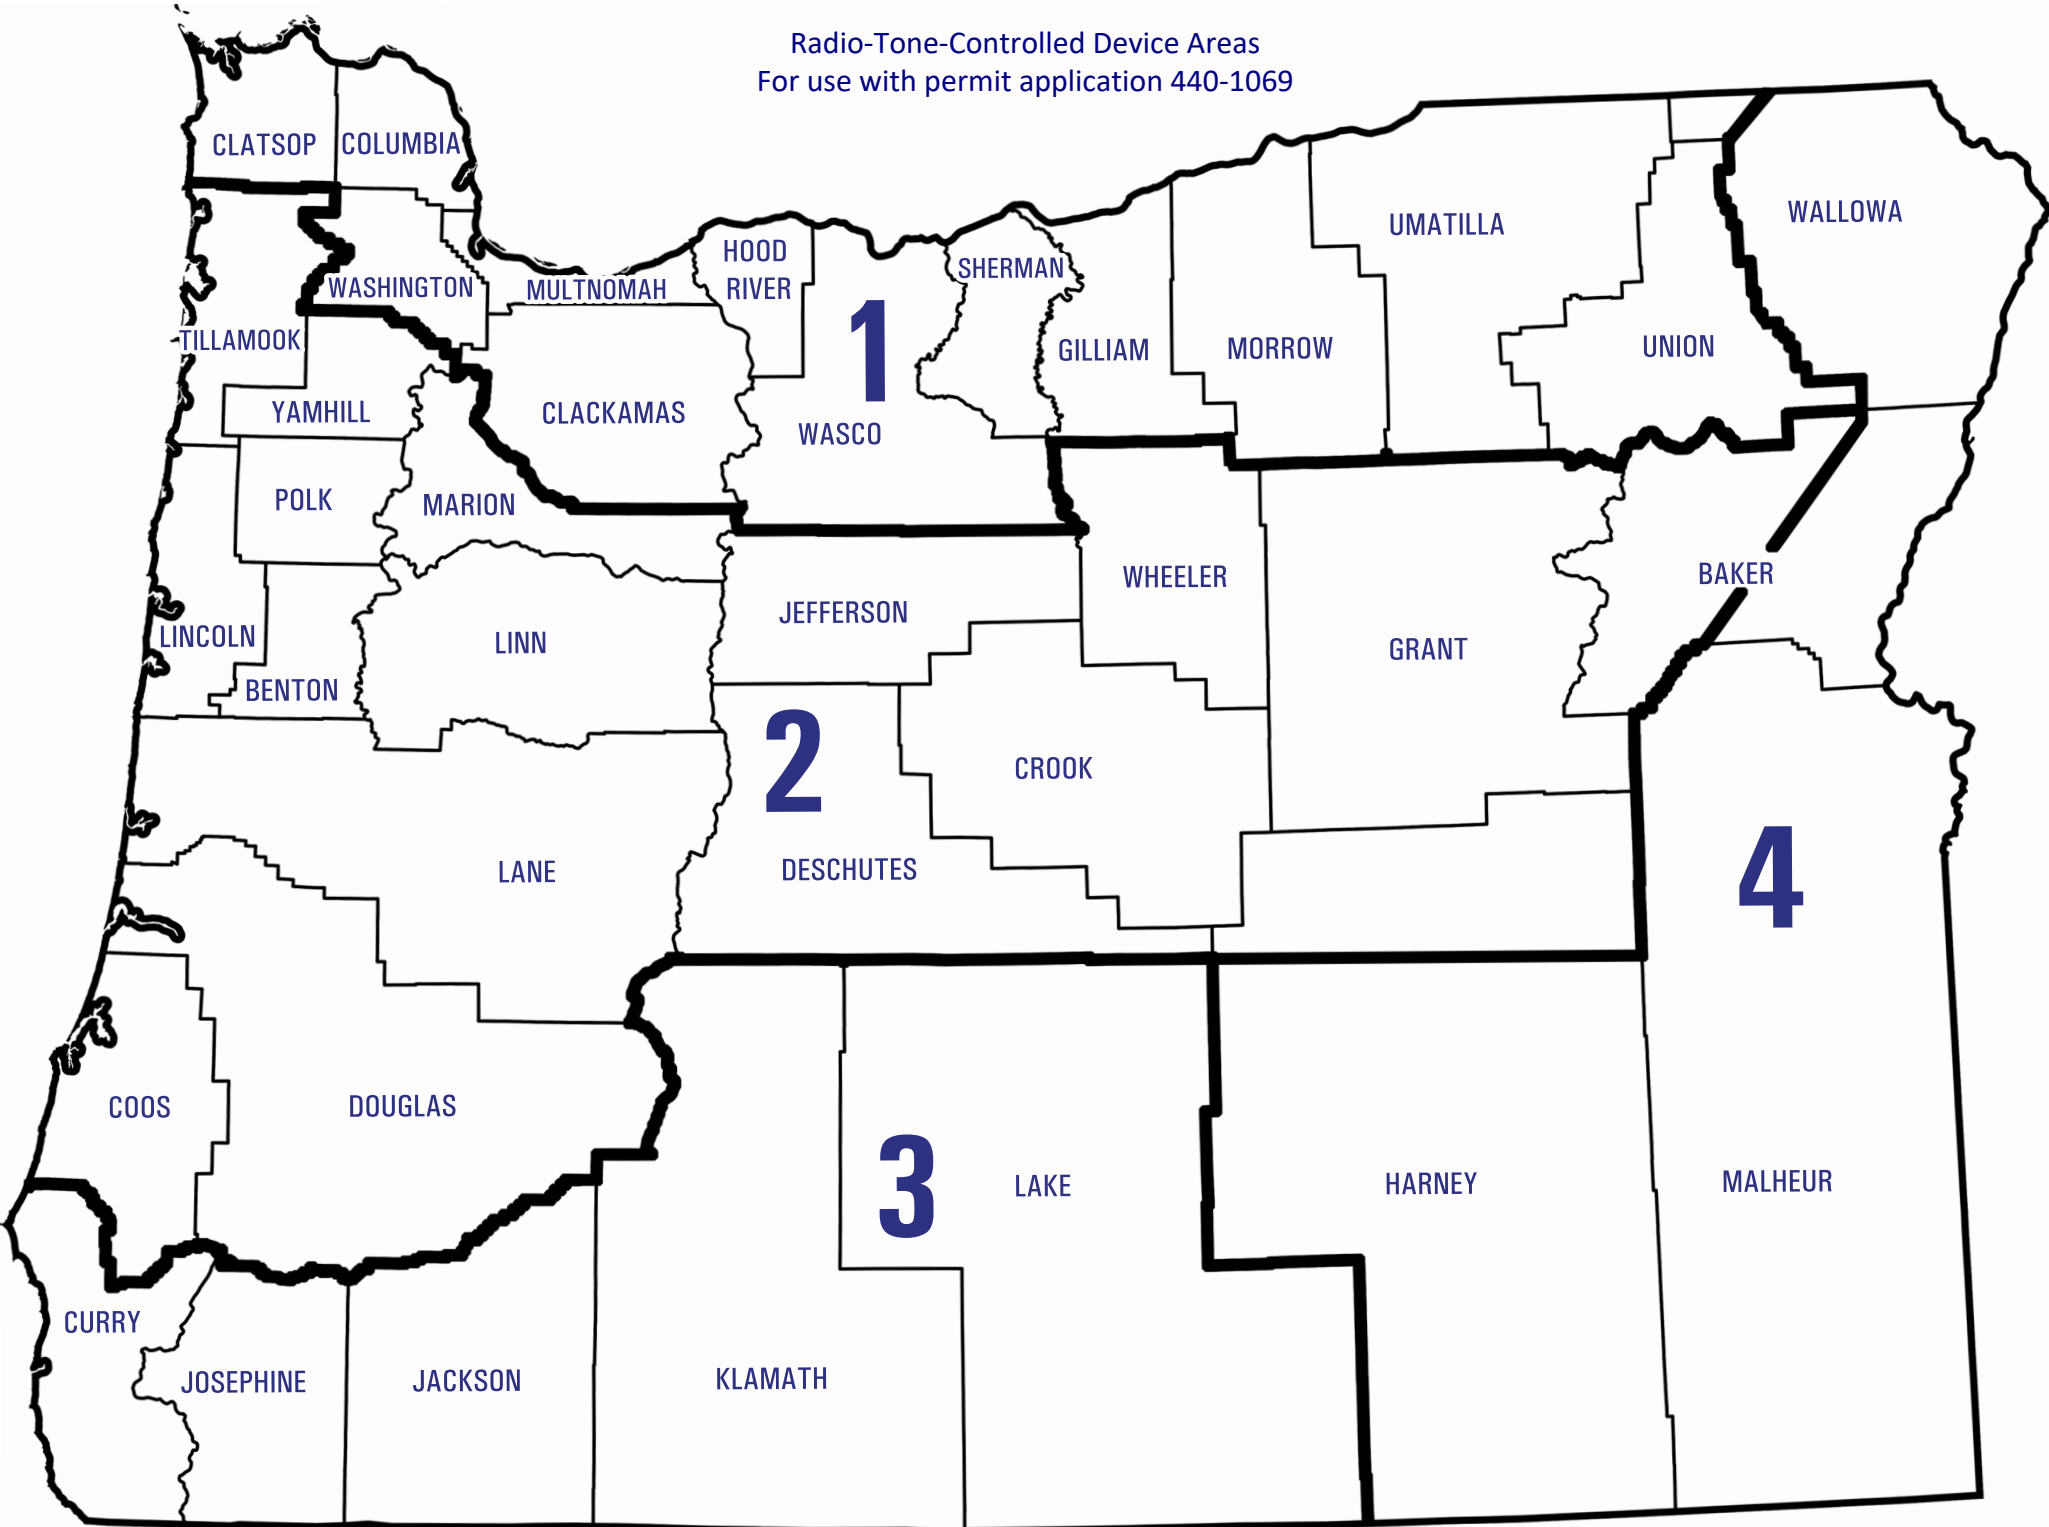 Radio-Tone-Controlled Device Areas
For use with permit application 440-1069
CLATSOP
COLUMBIA
HOOD
RIVER
SHERMAN
UMATILLA
WALLOWA
WASHINGTON
MULTNOMAH
TILLAMOOK
1
GILLIAM
MORROW
UNION
YAMHILL
CLACKAMAS
WASCO
POLK
MARION
WHEELER
BAKER
JEFFERSON
LINCOLN
LINN
GRANT
BENTON
2
CROOK
LANE
DESCHUTES
4
COOS
DOUGLAS
3
LAKE
HARNEY
MALHEUR
CURRY
JOSEPHINE
JACKSON
KLAMATH